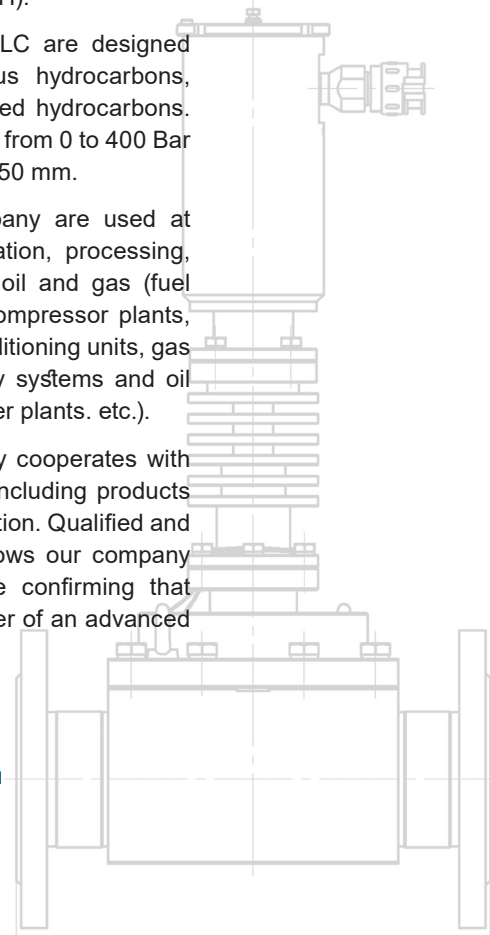 LC are designed
us hydrocarbons,
ed hydrocarbons.
from 0 to 400 Bar
50 mm.
any are used at
ation, processing,
oil and gas (fuel
ompressor plants,
ditioning units, gas
y systems and oil
er plants. etc.).
y cooperates with
ncluding products
tion. Qualified and
ows our company
e confirming that
er of an advanced